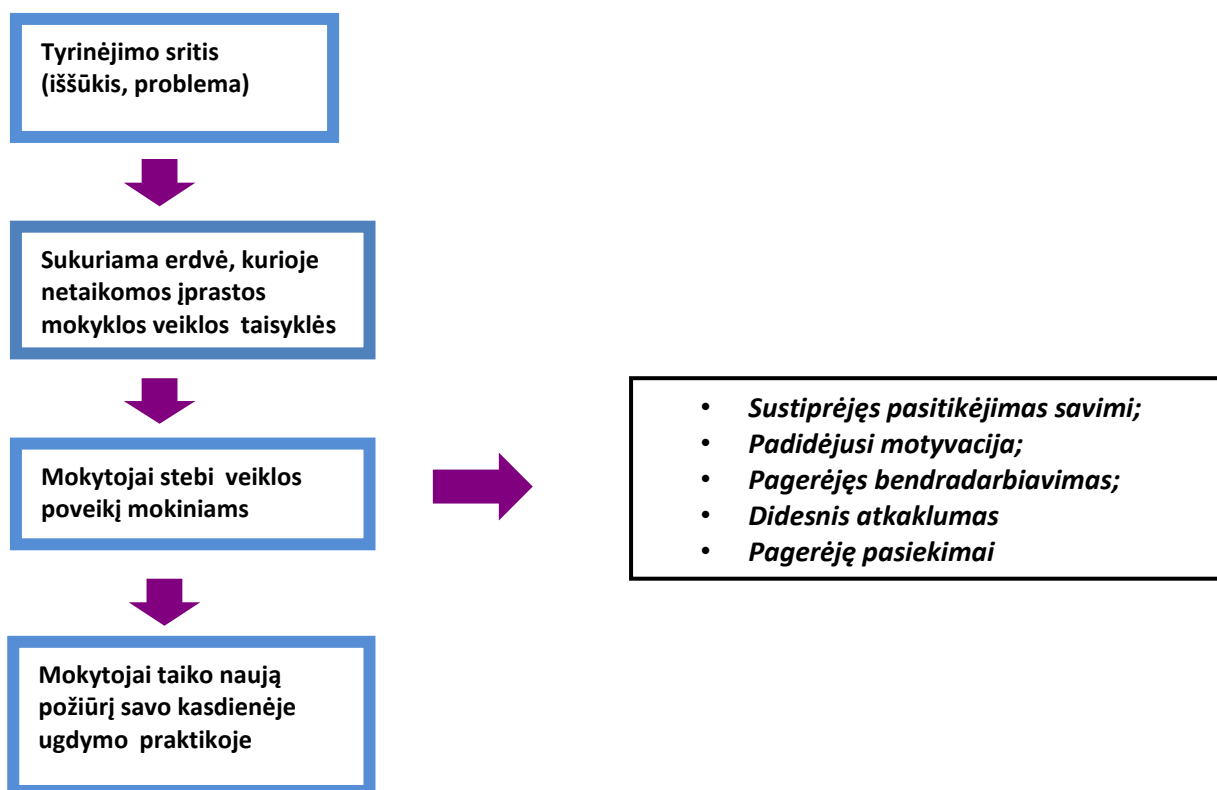 Tyrinėjimo sritis
(iššūkis, problema)
Sukuriama erdvė, kurioje
netaikomos įprastos
mokyklos veiklos  taisyklės
Mokytojai stebi  veiklos
poveikį mokiniams
• Sustiprėjęs pasitikėjimas savimi;
• Padidėjusi motyvacija;
• Pagerėjęs bendradarbiavimas;
• Didesnis atkaklumas
• Pagerėję pasiekimai
Mokytojai taiko naują
požiūrį savo kasdienėje
ugdymo  praktikoje